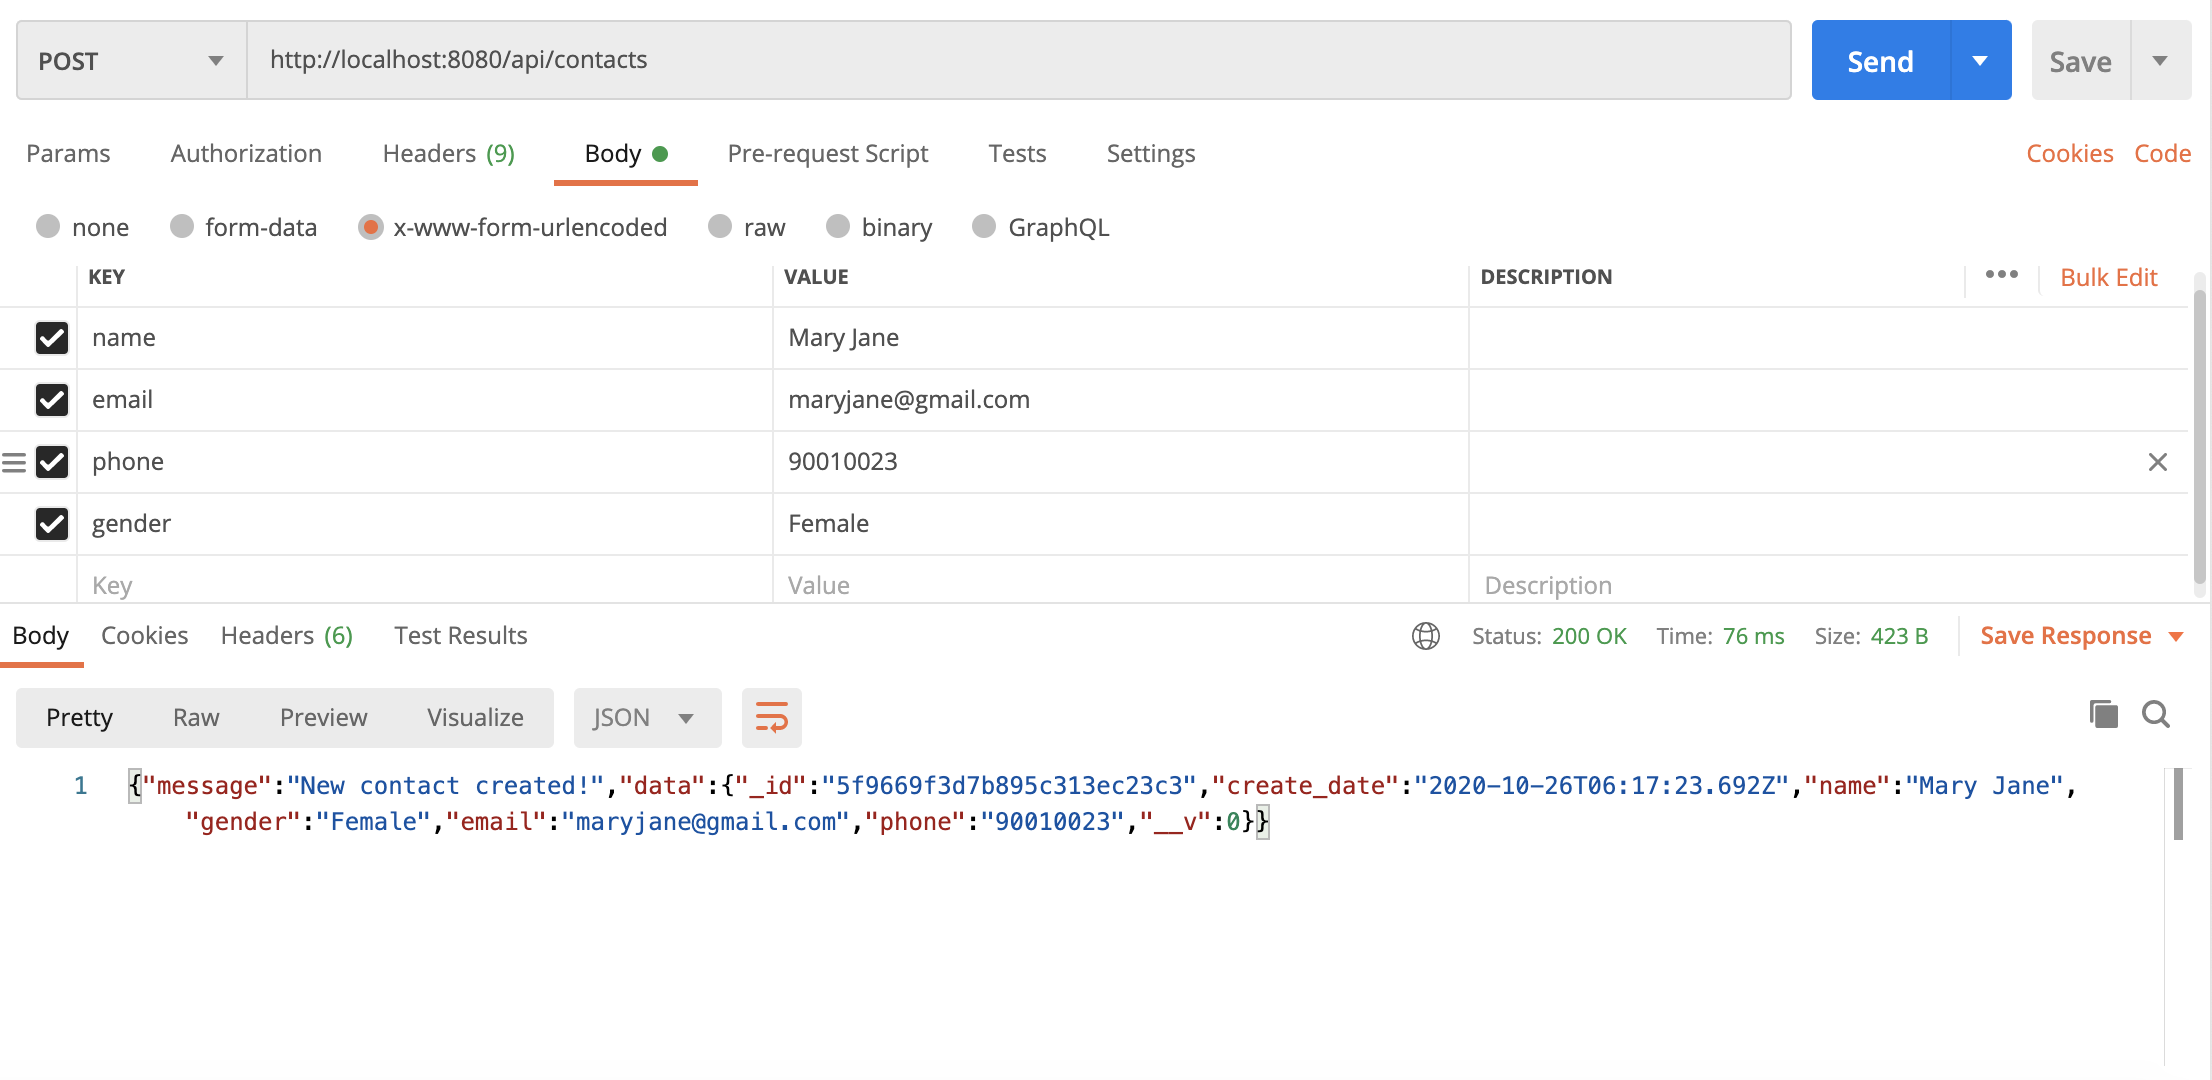 POST http://localhost:8080/api/contacts Send Save
Params Authorization Headers (9) Body Pre-request Script Tests Settings Cookies Code
none form-data x-www-form-urlencoded raw binary GraphQL
KEY VALUE DESCRIPTION ••• Bulk Edit
name Mary Jane
email maryjane@gmail.com
phone 90010023
gender Female
Key Value Description
Body Cookies Headers (6) Test Results Status: 200 OK Time: 76 ms Size: 423 B Save Response
Pretty Raw Preview Visualize JSON
1 {"message":"New contact created!","data":{"_id":"5f9669f3d7b895c313ec23c3","create_date":"2020-10-26T06:17:23.692Z","name":"Mary Jane",
"gender":"Female","email":"maryjane@gmail.com","phone":"90010023","__v":0}}